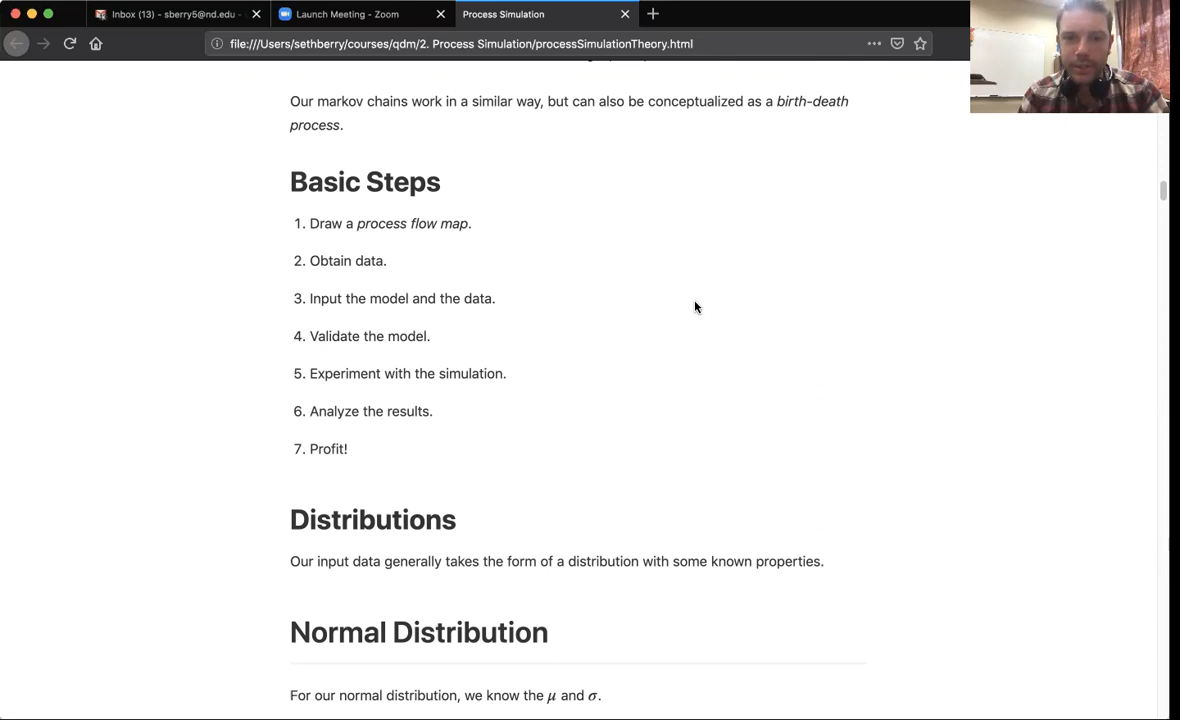 Inbox (13) - sberry5@nd.edu -
Launch Meeting - Zoom
Process Simulation
file:///Users/sethberry/courses/qdm/2. Process Simulation/processSimulationTheory.html
Our markov chains work in a similar way, but can also be conceptualized as a birth-death
process.
Basic Steps
1. Draw a process flow map.
2. Obtain data.
3. Input the model and the data.
4. Validate the model.
5. Experiment with the simulation.
6. Analyze the results.
7. Profit!
Distributions
Our input data generally takes the form of a distribution with some known properties.
Normal Distribution
For our normal distribution, we know the μ and σ.